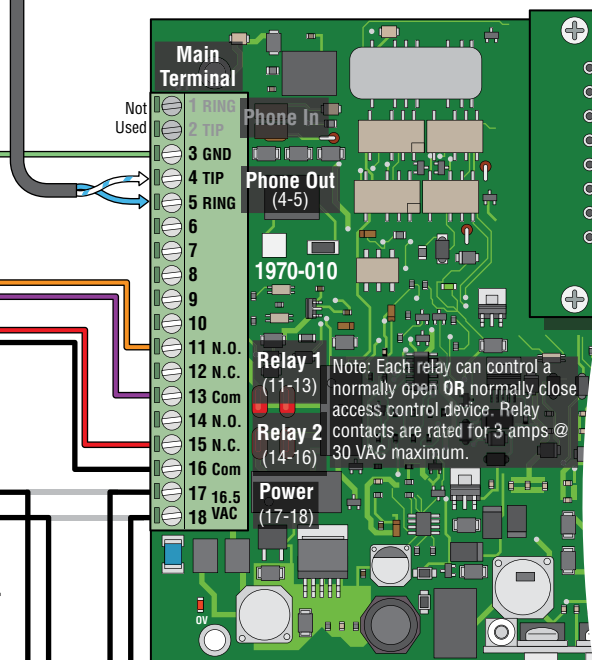 Main
Terminal
Not
Used
1 RING
2 TIP
Phone In
3 GND
4 TIP
5 RING
Phone Out
(4-5)
6
7
8
9
10
1970-010
11 N.O.
12 N.C.
13 Com
Relay 1
(11-13)
14 N.O.
15 N.C.
16 Com
Relay 2
(14-16)
Note: Each relay can control a
normally open OR normally close
access control device. Relay
contacts are rated for 3 amps @
30 VAC maximum.
17 16.5
18 VAC
Power
(17-18)
0V